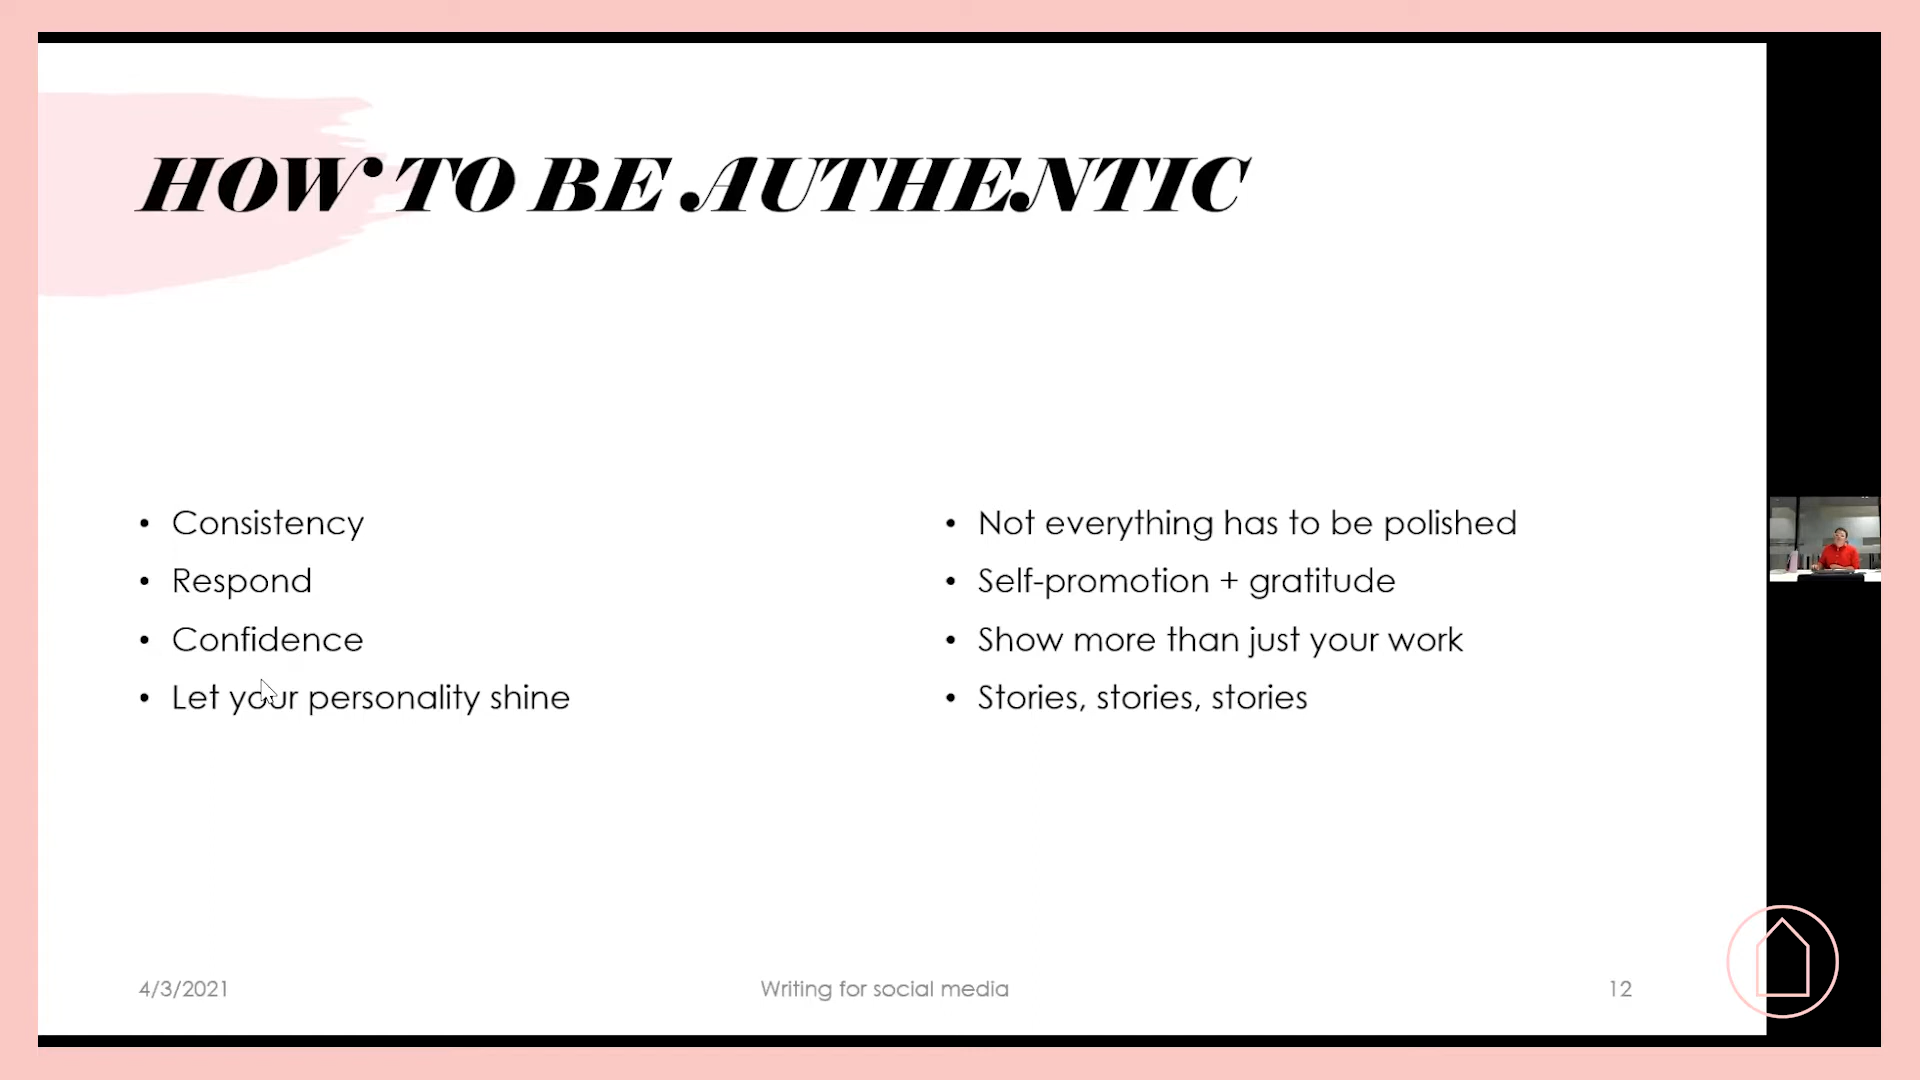 HOW TO BE AUTHENTIC
• Consistency
• Respond
• Confidence
• Let your personality shine
• Not everything has to be polished
• Self-promotion + gratitude
• Show more than just your work
• Stories, stories, stories
4/3/2021
Writing for social media
12